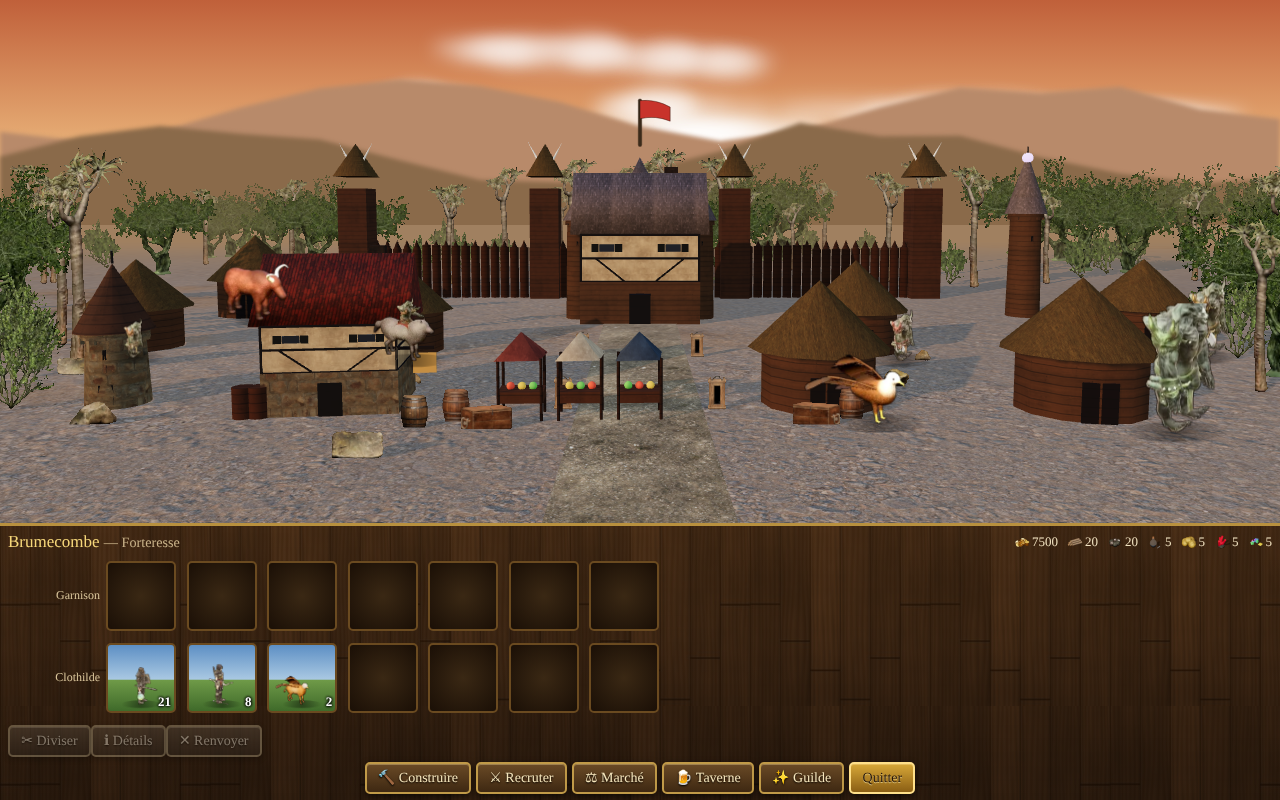 Brumecombe — Forteresse
7500 20 20 5 5 5 5
Garnison
Clothilde
21 8 2
Diviser Détails Renvoyer
Construire Recruter Marché Taverne Guilde Quitter